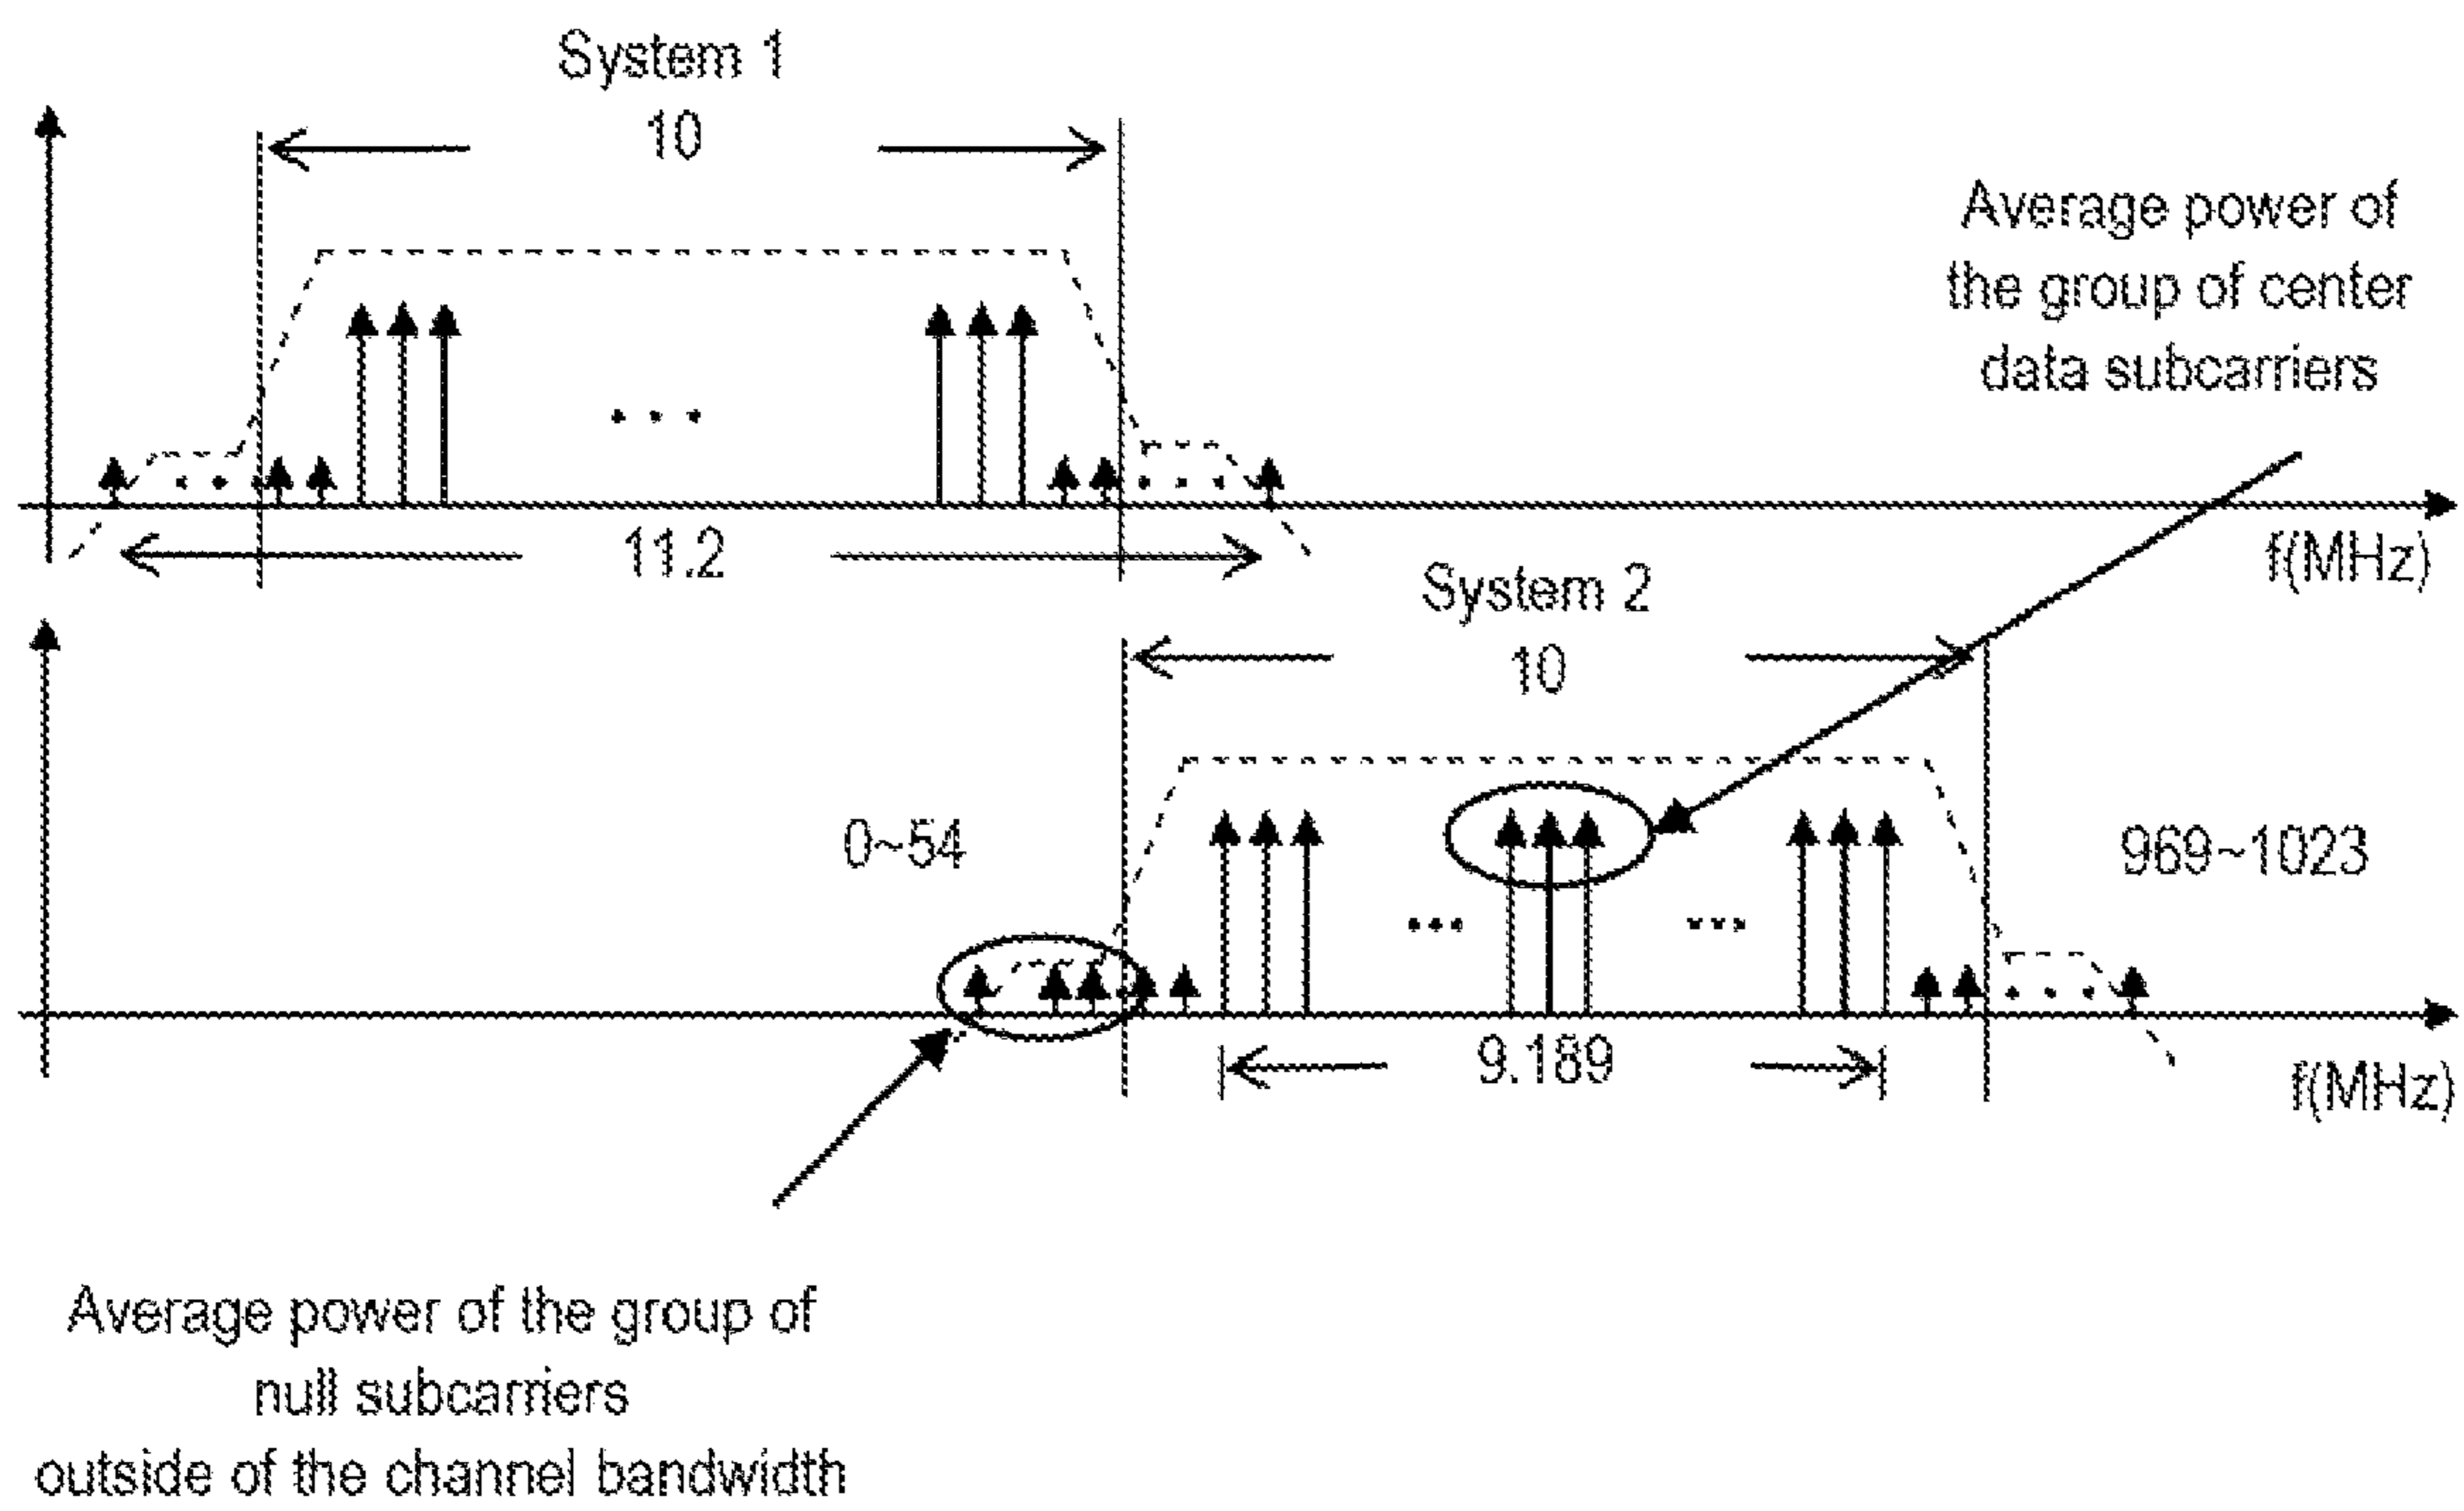 System 1
10
Average power of
the group of center
data subcarriers
11.2
f(MHz)
System 2
10
0~54
969~1023
9.189
f(MHz)
Average power of the group of
null subcarriers
outside of the channel bandwidth